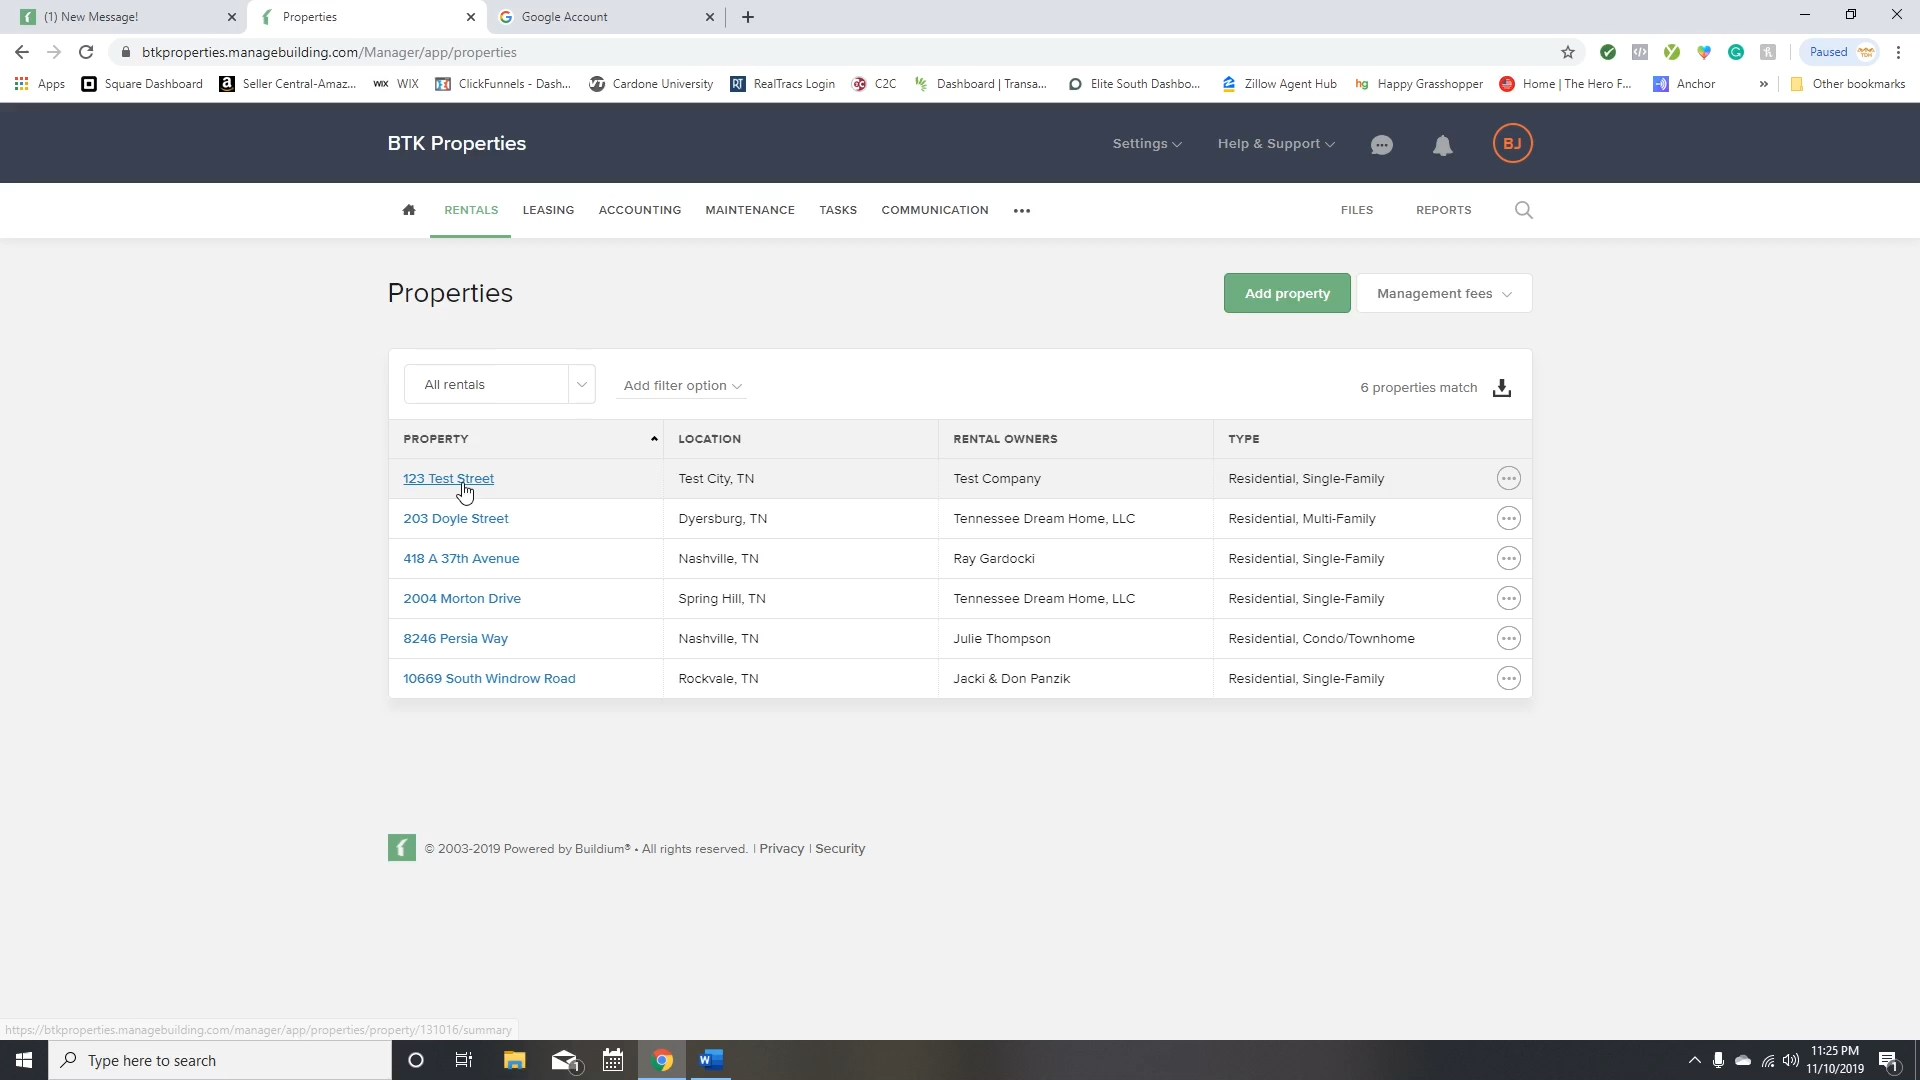 (1) New Message!
Properties
Google Account
btkproperties.managebuilding.com/Manager/app/properties
Paused
Apps
Square Dashboard
Seller Central-Amaz...
WIX WIX
ClickFunnels - Dash...
Cardone University
RT RealTracs Login
C2C
Dashboard | Transa...
Elite South Dashbo...
Zillow Agent Hub
hg Happy Grasshopper
Home | The Hero F...
Anchor
»
Other bookmarks
BTK Properties
Settings
Help & Support
BJ
RENTALS
LEASING
ACCOUNTING
MAINTENANCE
TASKS
COMMUNICATION
FILES
REPORTS
Properties
Add property
Management fees
All rentals
Add filter option
6 properties match
PROPERTY LOCATION RENTAL OWNERS TYPE
123 Test Street Test City, TN Test Company Residential, Single-Family
203 Doyle Street Dyersburg, TN Tennessee Dream Home, LLC Residential, Multi-Family
418 A 37th Avenue Nashville, TN Ray Gardocki Residential, Single-Family
2004 Morton Drive Spring Hill, TN Tennessee Dream Home, LLC Residential, Single-Family
8246 Persia Way Nashville, TN Julie Thompson Residential, Condo/Townhome
10669 South Windrow Road Rockvale, TN Jacki & Don Panzik Residential, Single-Family
© 2003-2019 Powered by Buildium® • All rights reserved. | Privacy | Security
https://btkproperties.managebuilding.com/manager/app/properties/property/131016/summary
Type here to search
1
W
11:25 PM
11/10/2019
1